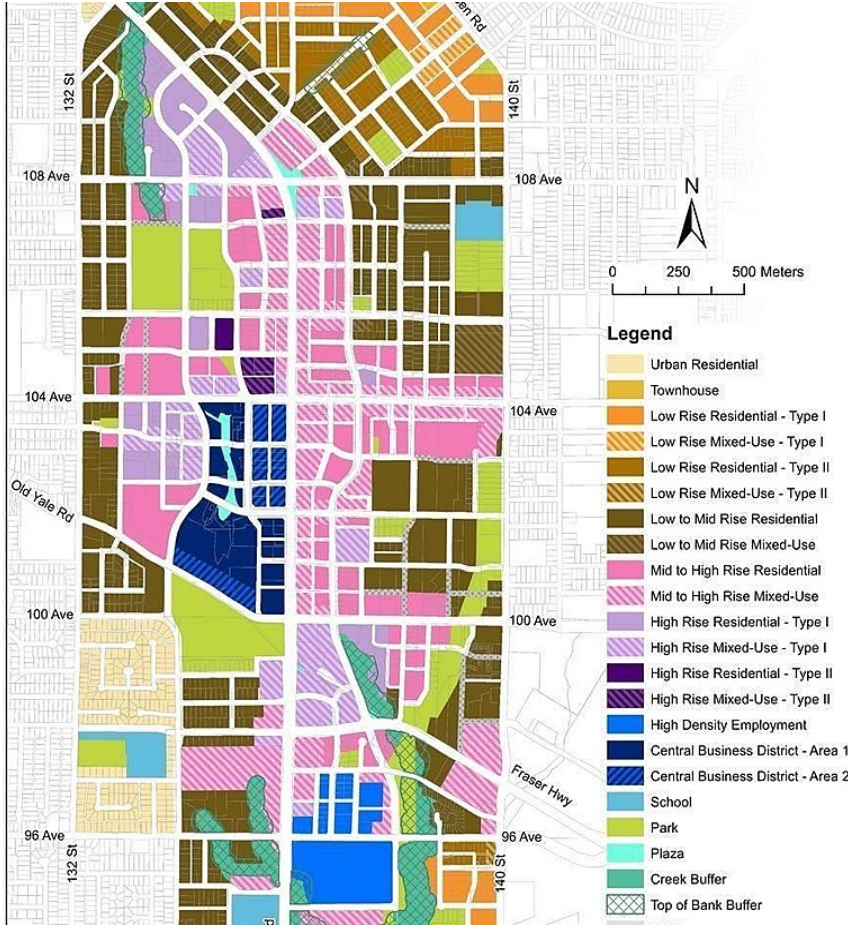 en Rd
132 St
140 St
108 Ave
108 Ave
N
0 250 500 Meters
Legend
Urban Residential
Townhouse
104 Ave
104 Ave
Low Rise Residential - Type I
Low Rise Mixed-Use - Type I
Low Rise Residential - Type II
Low Rise Mixed-Use - Type II
Old Yale Rd
Low to Mid Rise Residential
Low to Mid Rise Mixed-Use
Mid to High Rise Residential
Mid to High Rise Mixed-Use
100 Ave
100 Ave
High Rise Residential - Type I
High Rise Mixed-Use - Type I
High Rise Residential - Type II
High Rise Mixed-Use - Type II
High Density Employment
Central Business District - Area 1
Central Business District - Area 2
Fraser Hwy
School
Park
96 Ave
96 Ave
Plaza
132 St
140 St
Creek Buffer
Top of Bank Buffer